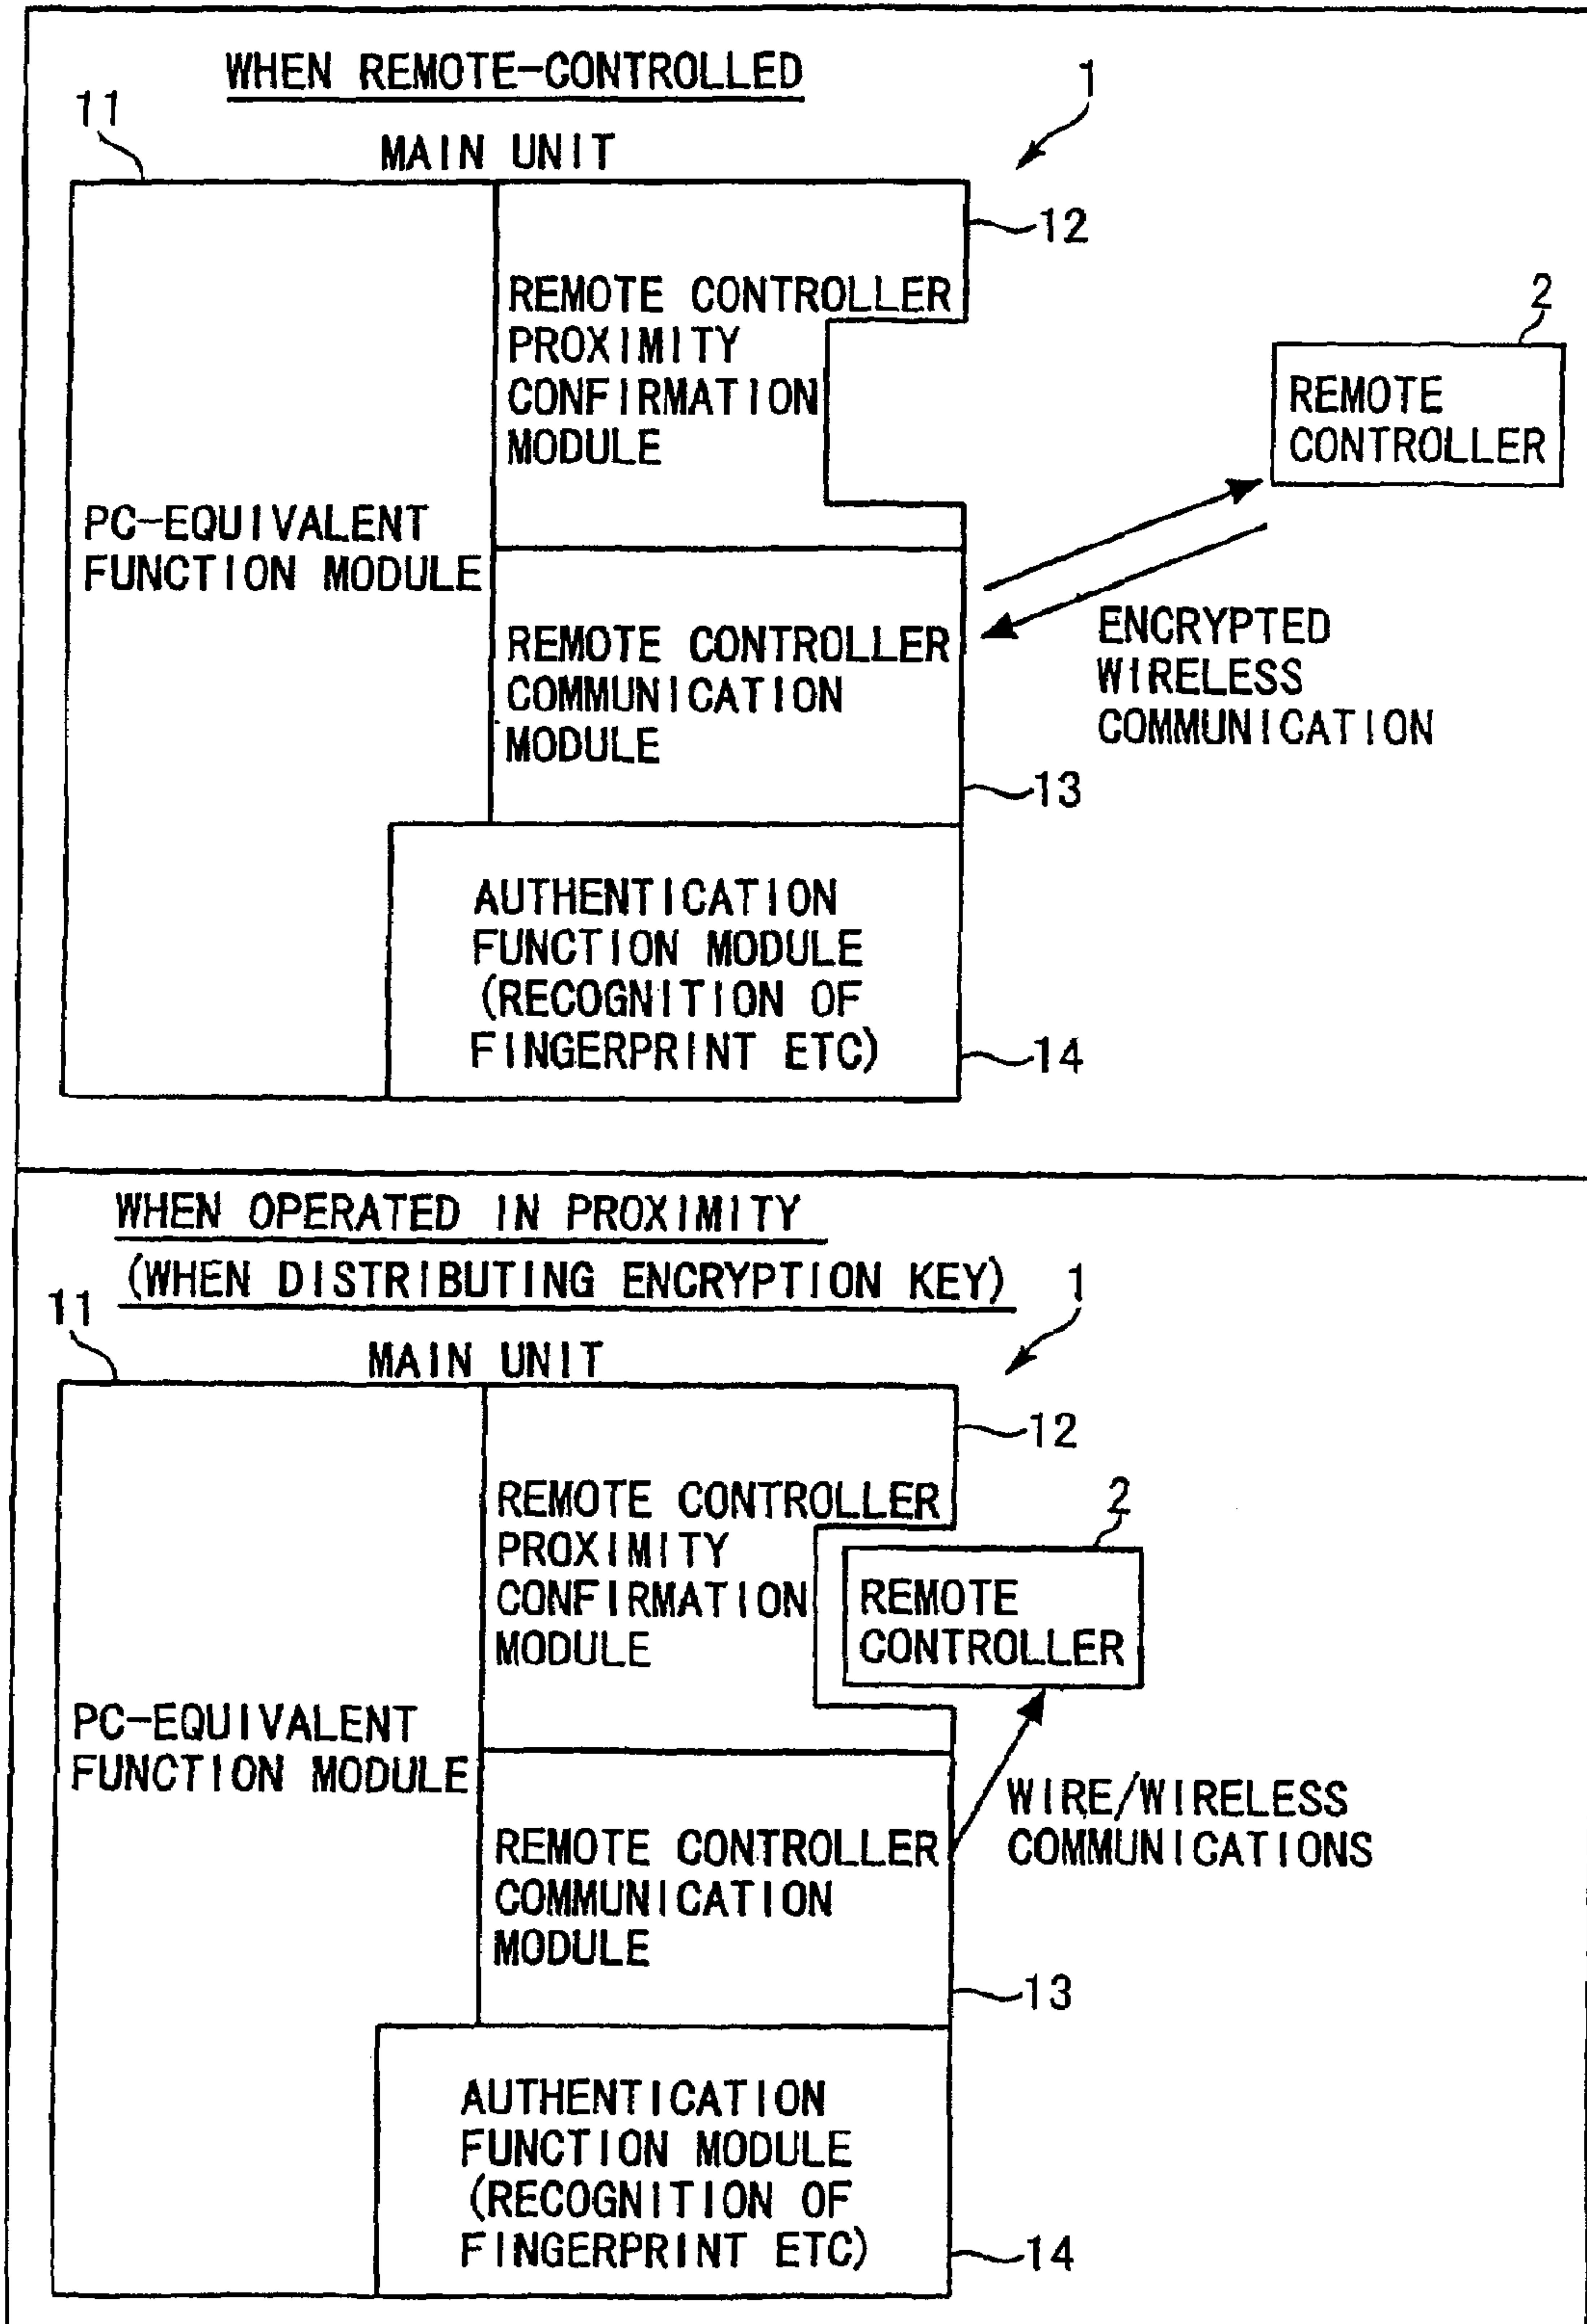 WHEN REMOTE-CONTROLLED
1
11
MAIN UNIT
12
REMOTE CONTROLLER
PROXIMITY
CONFIRMATION
MODULE
2
REMOTE
CONTROLLER
PC-EQUIVALENT
FUNCTION MODULE
REMOTE CONTROLLER
COMMUNICATION
MODULE
ENCRYPTED
WIRELESS
COMMUNICATION
13
AUTHENTICATION
FUNCTION MODULE
(RECOGNITION OF
FINGERPRINT ETC)
14
WHEN OPERATED IN PROXIMITY
(WHEN DISTRIBUTING ENCRYPTION KEY)
1
11
MAIN UNIT
12
REMOTE CONTROLLER
PROXIMITY
CONFIRMATION
MODULE
2
REMOTE
CONTROLLER
PC-EQUIVALENT
FUNCTION MODULE
WIRE/WIRELESS
COMMUNICATIONS
REMOTE CONTROLLER
COMMUNICATION
MODULE
13
AUTHENTICATION
FUNCTION MODULE
(RECOGNITION OF
FINGERPRINT ETC)
14